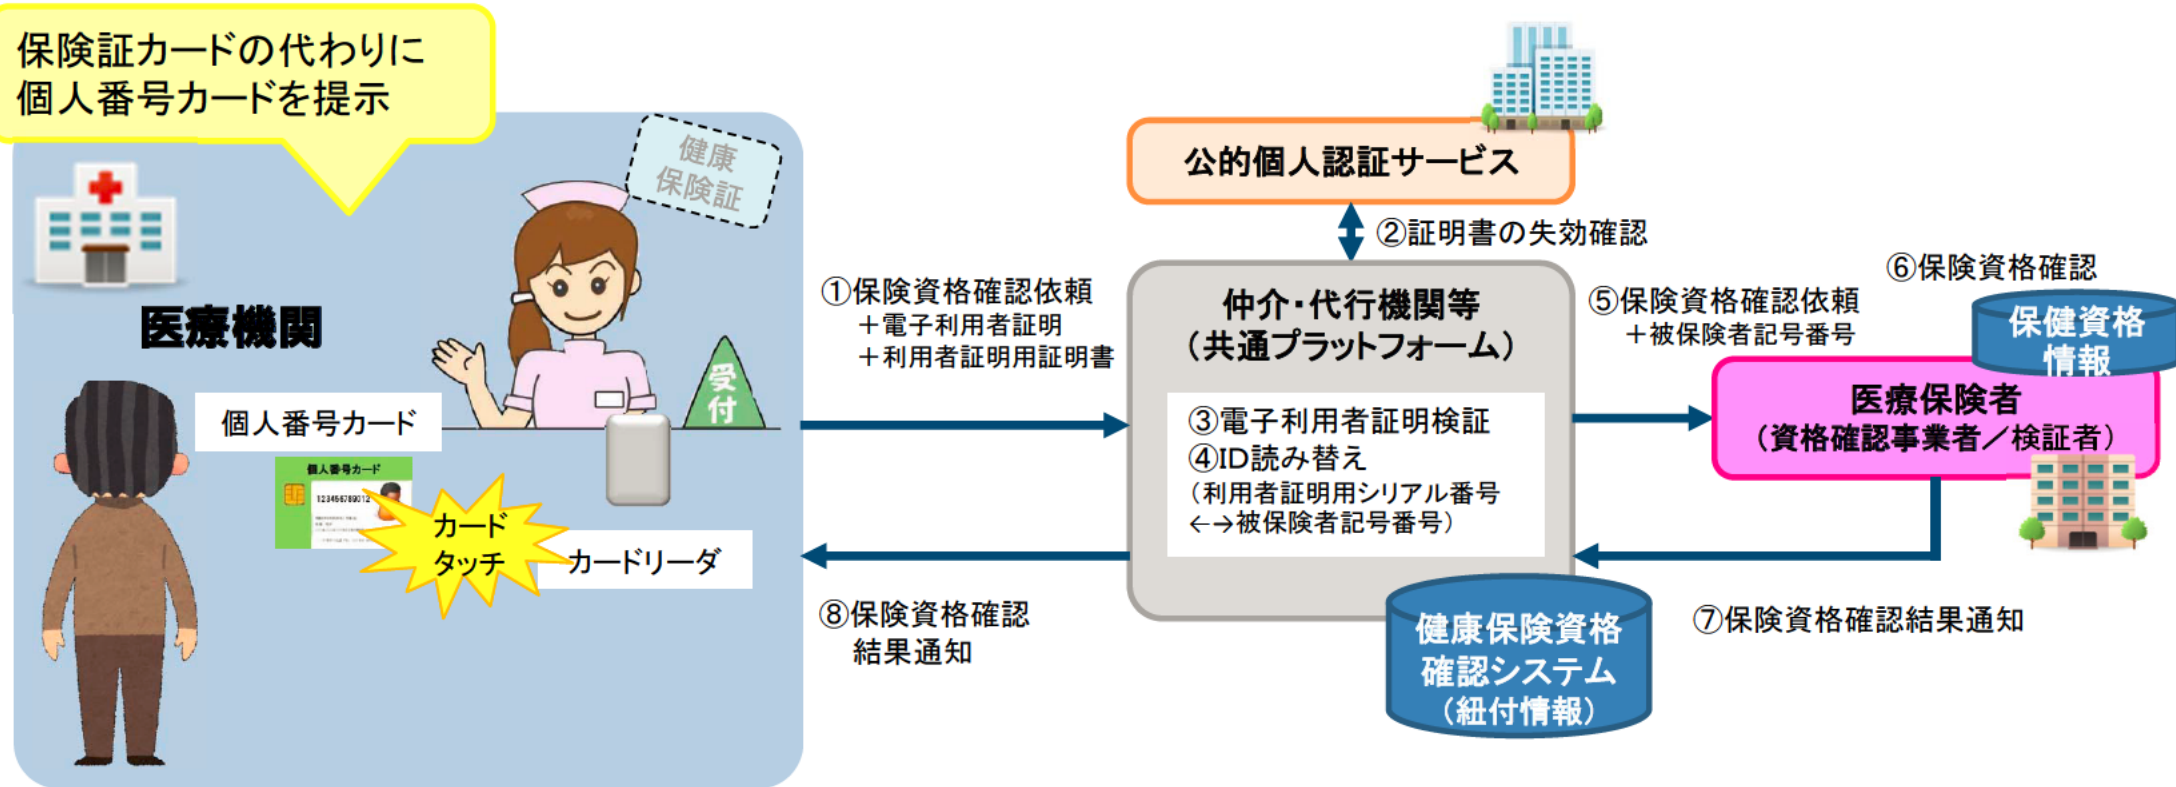 保険証カードの代わりに
個人番号カードを提示
健康
保険証
医療機関
受
付
個人番号カード
個人番号カード
123456789012
カード
タッチ
カードリーダ
①保険資格確認依頼
＋電子利用者証明
＋利用者証明用証明書
⑧保険資格確認
結果通知
公的個人認証サービス
②証明書の失効確認
仲介・代行機関等
（共通プラットフォーム）
③電子利用者証明検証
④ID読み替え
（利用者証明用シリアル番号
←→被保険者記号番号）
健康保険資格
確認システム
（紐付情報）
⑤保険資格確認依頼
＋被保険者記号番号
⑥保険資格確認
保健資格
情報
医療保険者
（資格確認事業者／検証者）
⑦保険資格確認結果通知